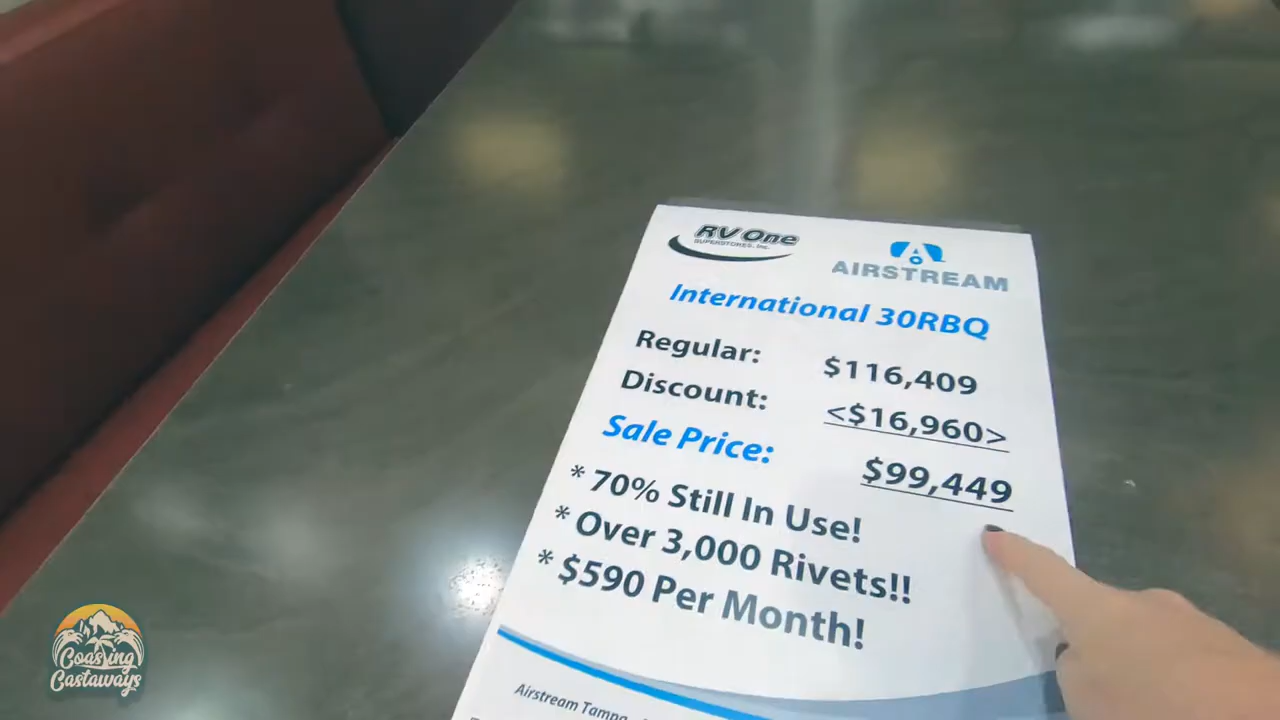 RV One
SUPERSTORES, Inc.
AIRSTREAM
International 30RBQ
Regular: $116,409
Discount: <$16,960>
Sale Price: $99,449
* 70% Still In Use!
* Over 3,000 Rivets!!
* $590 Per Month!
Airstream Tampa
Coasting
Castaways